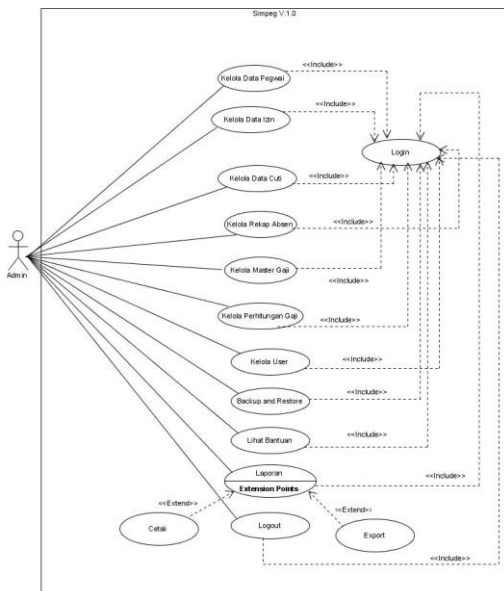 Simpeg V.1.0
<<Include>>
Kelola Data Pegwai
<<Include>>
Kelola Data Izin
Login
<<Include>>
Kelola Data Cuti
<<Include>>
Kelola Rekap Absen
Admin
Kelola Master Gaji
<<Include>>
Kelola Perhitungan Gaji
<<Include>>
Kelola User
<<Include>>
Backup and Restore
<<Include>>
Lihat Bantuan
<<Include>>
Laporan
<<Include>>
Extension Points
<<Extend>>
<<Extend>>
Cetak
Logout
Export
<<Include>>